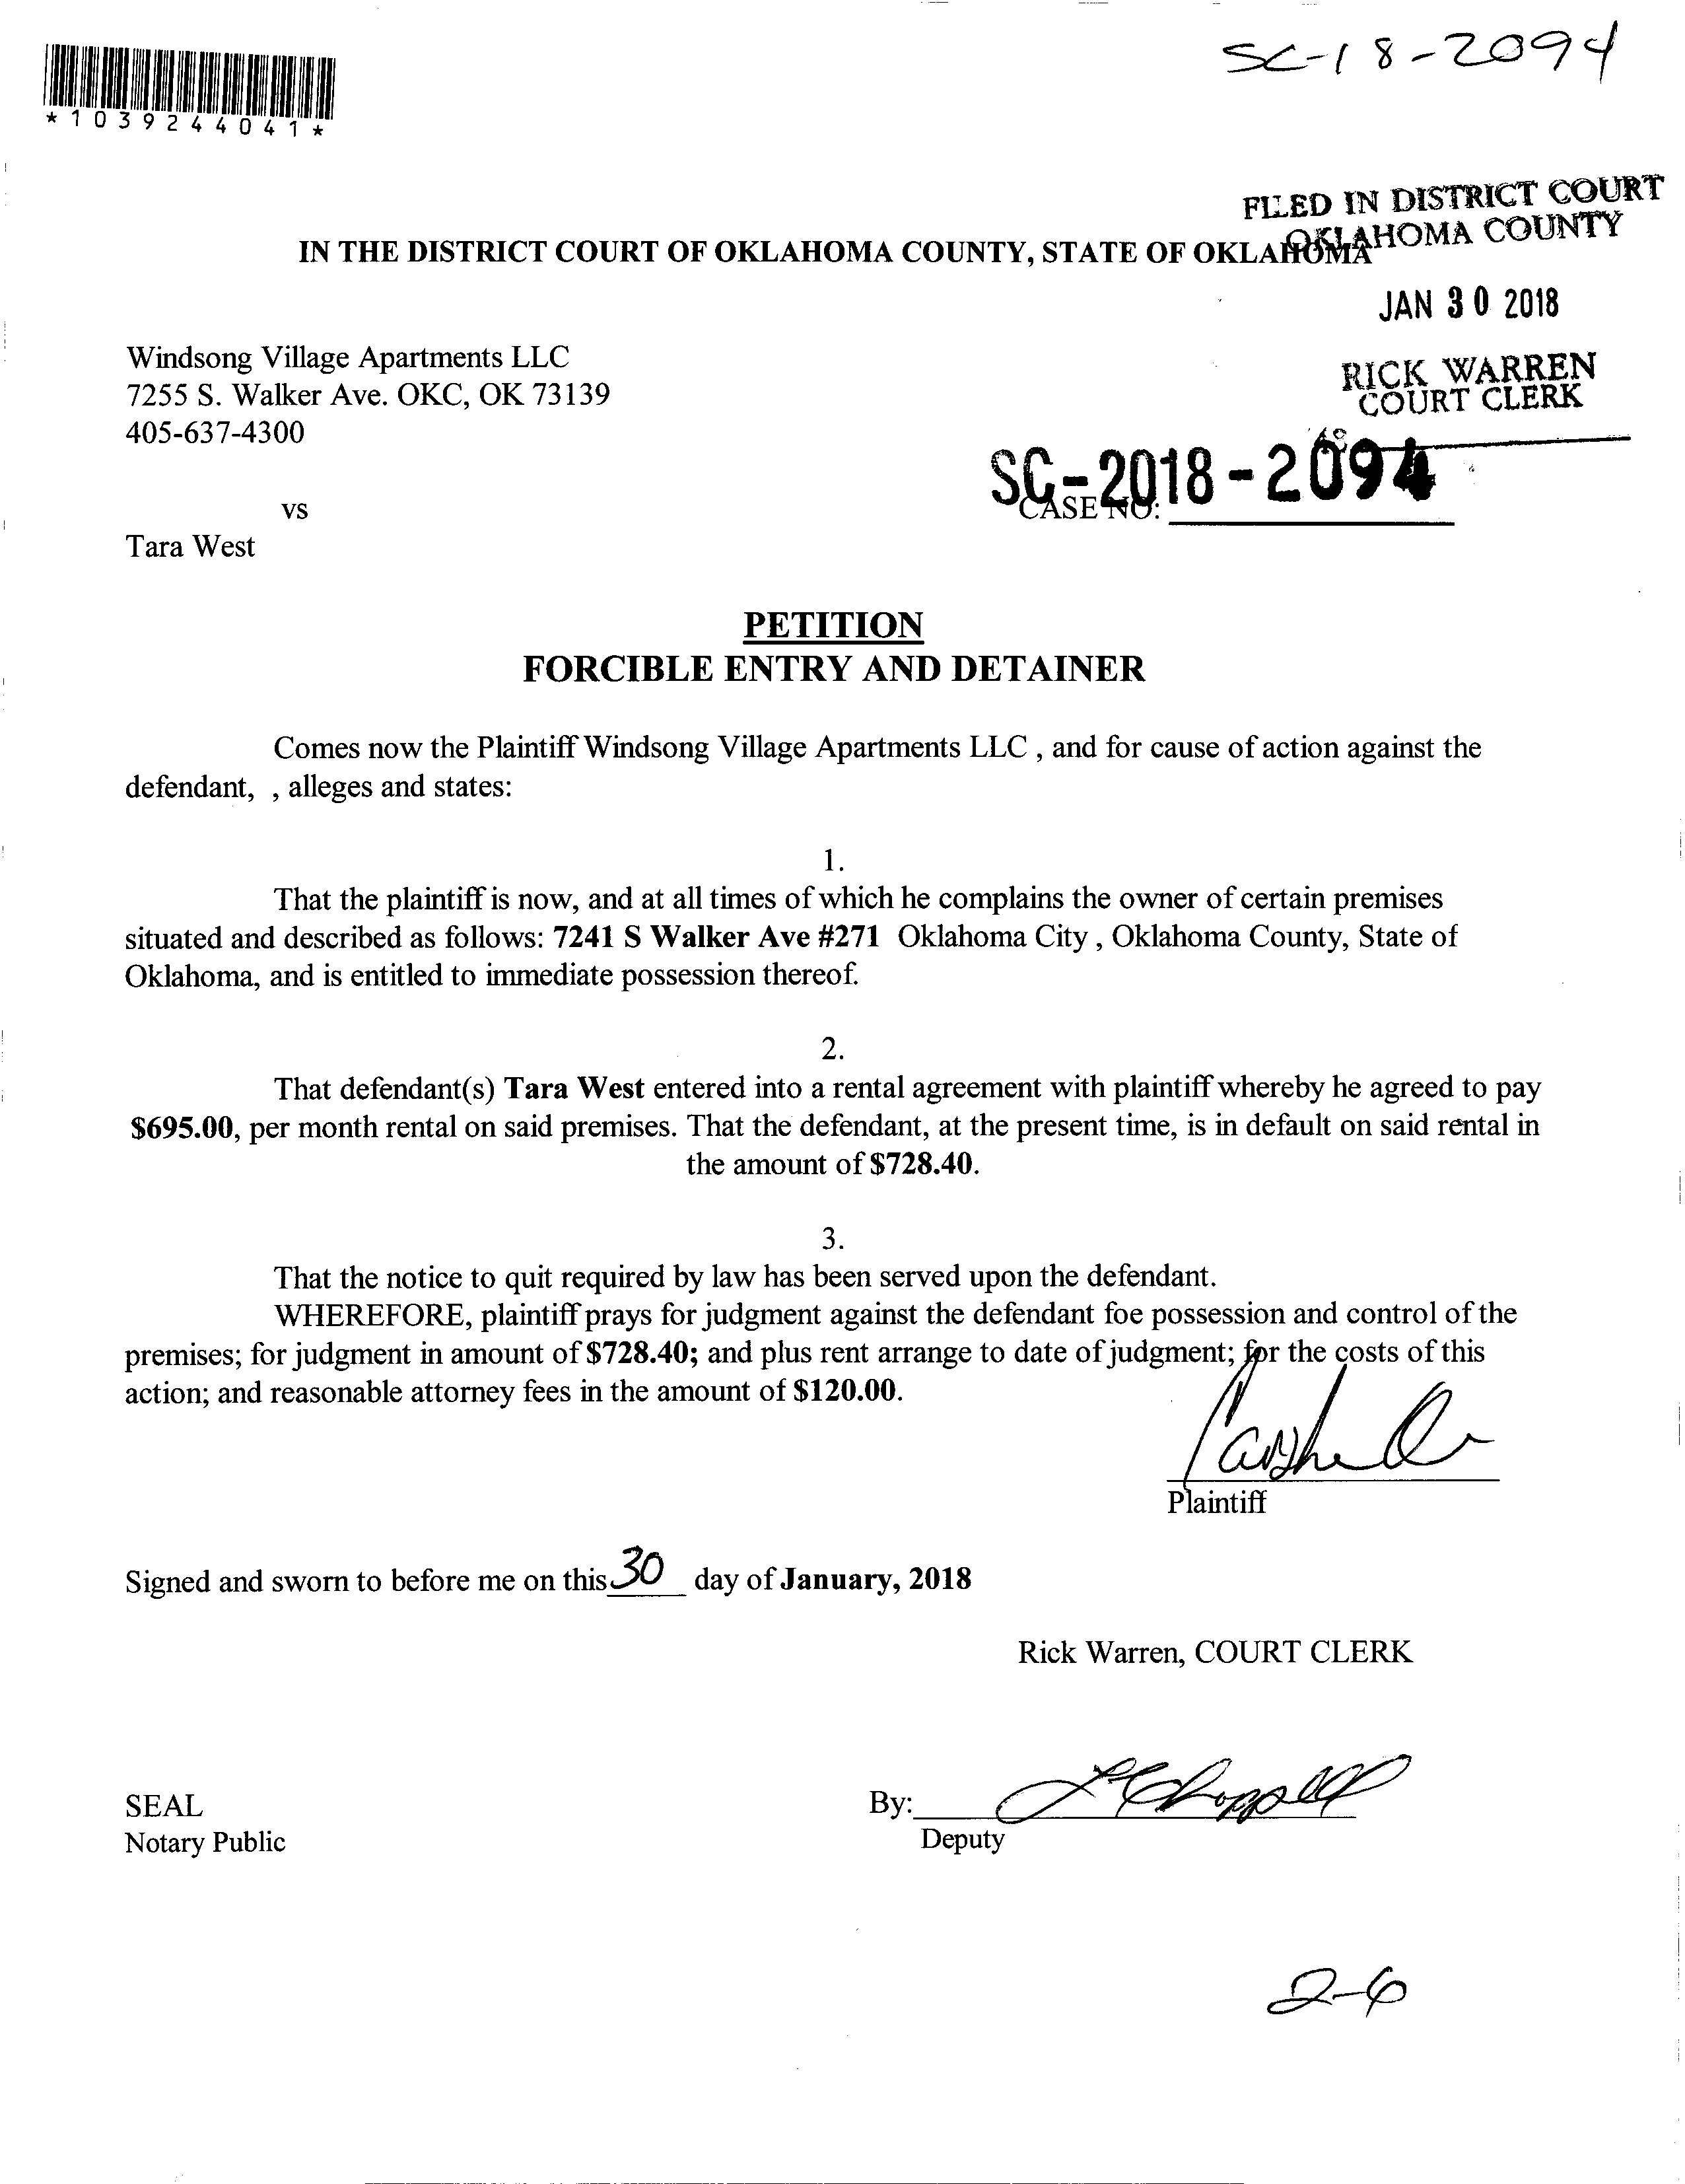 SC-18-2094
*1039244041*
FILED IN DISTRICT COURT
OKLAHOMA COUNTY
IN THE DISTRICT COURT OF OKLAHOMA COUNTY, STATE OF OKLAHOMA
JAN 30 2018
Windsong Village Apartments LLC
7255 S. Walker Ave. OKC, OK 73139
405-637-4300
RICK WARREN
COURT CLERK
SC-2018-2094
CASE NO:
vs
Tara West
PETITION
FORCIBLE ENTRY AND DETAINER
Comes now the Plaintiff Windsong Village Apartments LLC , and for cause of action against the
defendant, , alleges and states:
1.
That the plaintiff is now, and at all times of which he complains the owner of certain premises
situated and described as follows: 7241 S Walker Ave #271 Oklahoma City , Oklahoma County, State of
Oklahoma, and is entitled to immediate possession thereof.
2.
That defendant(s) Tara West entered into a rental agreement with plaintiff whereby he agreed to pay
$695.00, per month rental on said premises. That the defendant, at the present time, is in default on said rental in
the amount of $728.40.
3.
That the notice to quit required by law has been served upon the defendant.
WHEREFORE, plaintiff prays for judgment against the defendant foe possession and control of the
premises; for judgment in amount of $728.40; and plus rent arrange to date of judgment; for the costs of this
action; and reasonable attorney fees in the amount of $120.00.
Plaintiff
Signed and sworn to before me on this 30 day of January, 2018
Rick Warren, COURT CLERK
SEAL
By:
Notary Public
Deputy
2-6